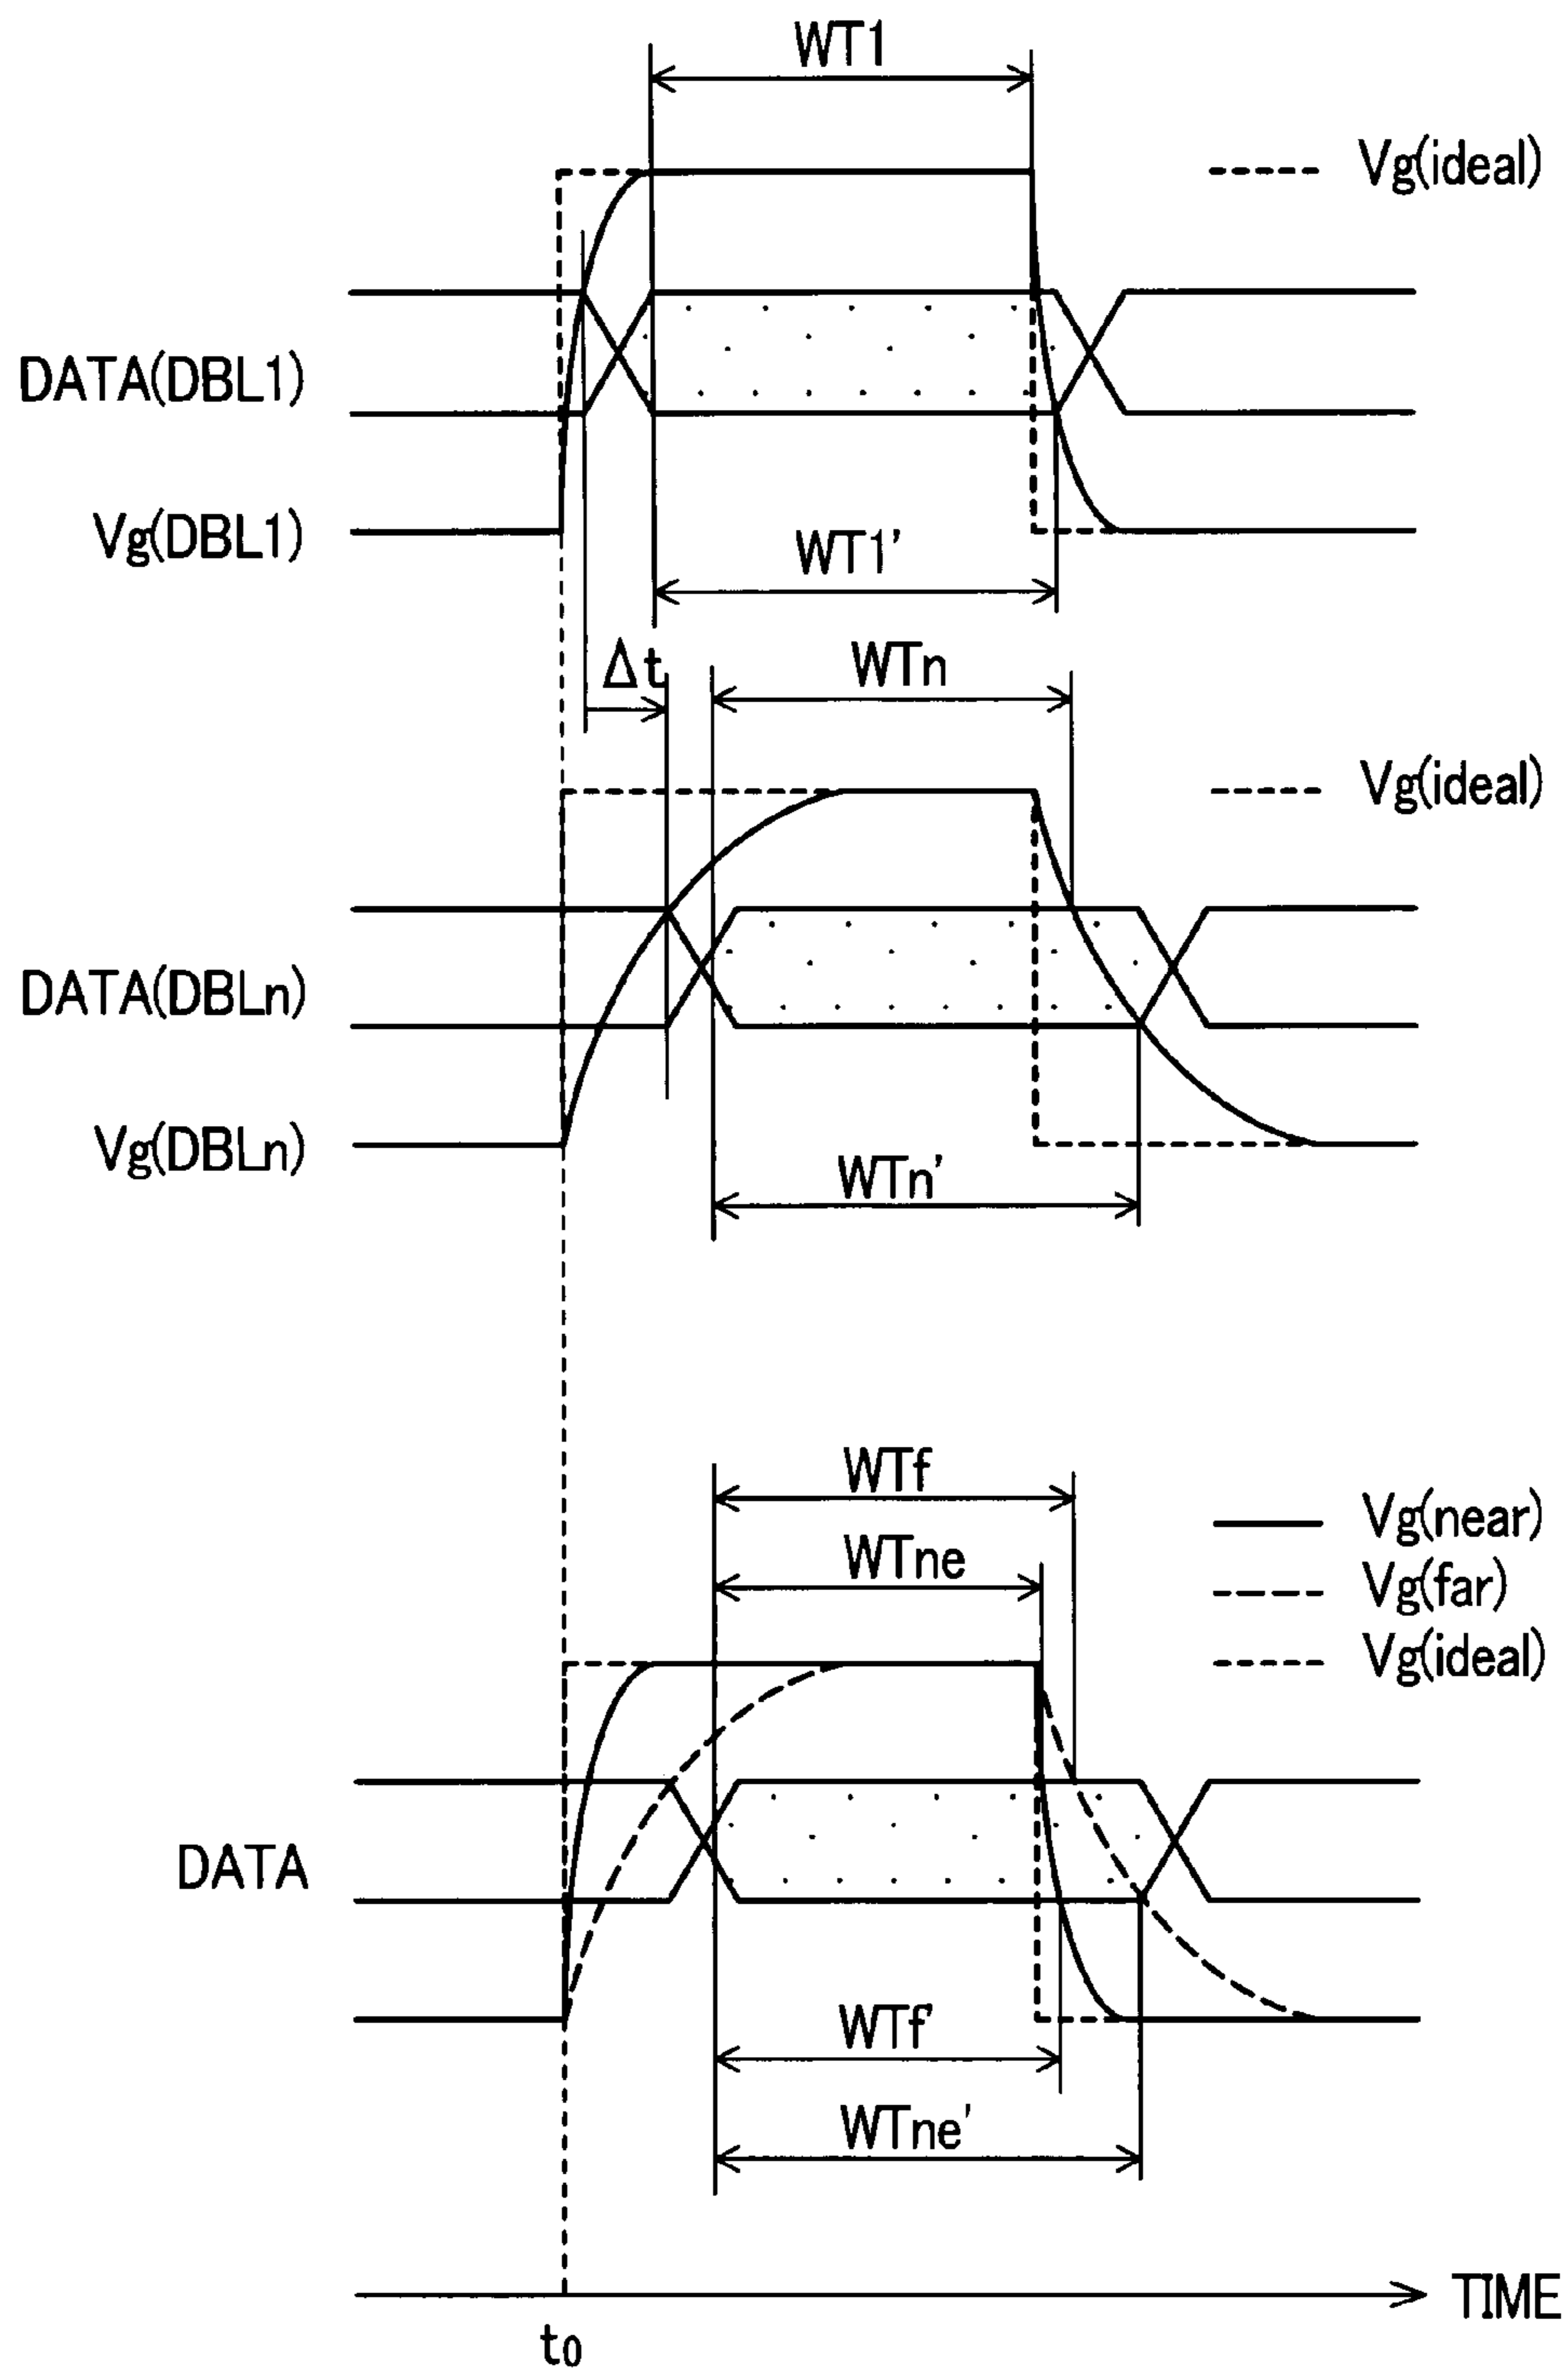 WT1
Vg(ideal)
DATA(DBL1)
Vg(DBL1)
WT1'
Δt
WTn
Vg(ideal)
DATA(DBLn)
Vg(DBLn)
WTn'
WTf
Vg(near)
WTne
Vg(far)
Vg(ideal)
DATA
WTf'
WTne'
TIME
t0